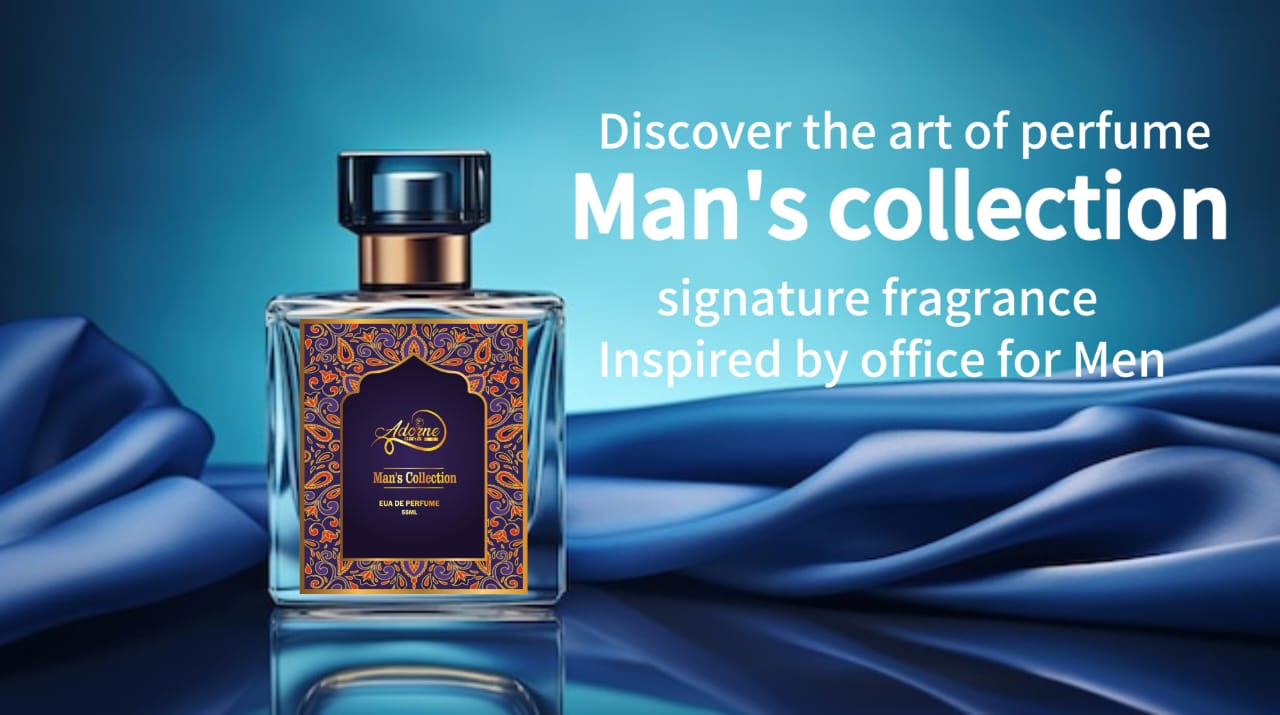 Discover the art of perfume
Man's collection
signature fragrance
Inspired by office for Men
Adorne
Man's Collection
EUA DE PERFUME
55ML